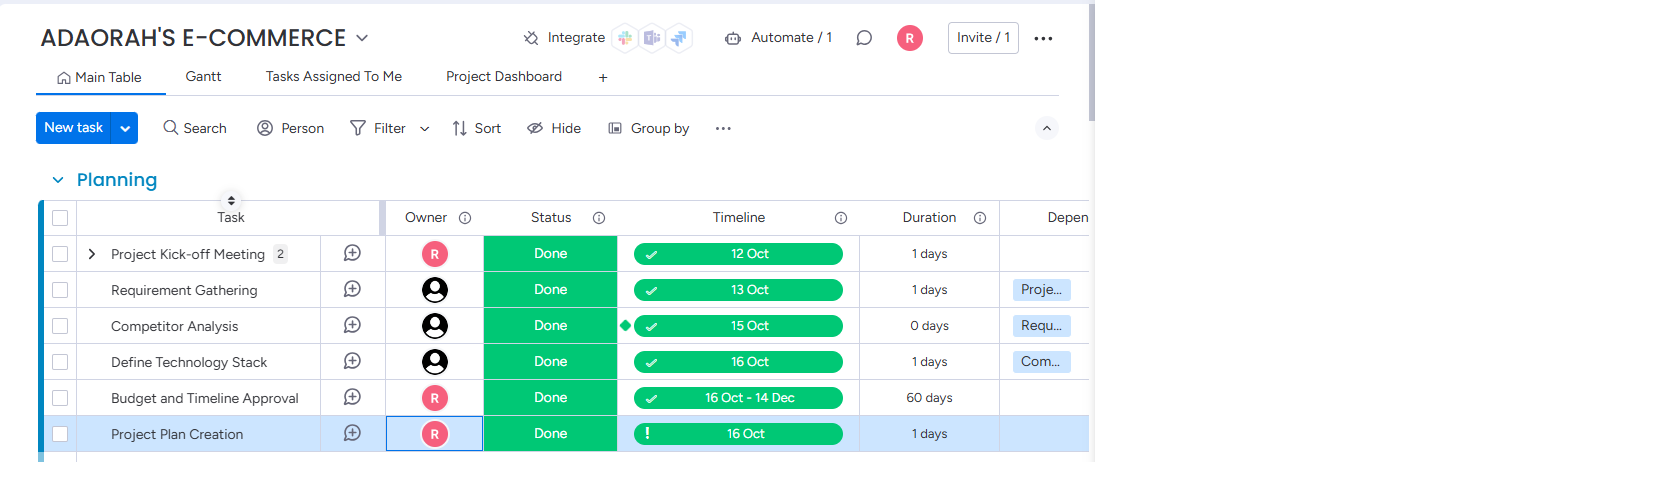 ADAORAH'S E-COMMERCE
Integrate
Automate / 1
R
Invite / 1
Main Table
Gantt
Tasks Assigned To Me
Project Dashboard
+
New task
Search
Person
Filter
Sort
Hide
Group by
Planning
Task Owner Status Timeline Duration Depen
Project Kick-off Meeting 2 R Done 12 Oct 1 days
Requirement Gathering Done 13 Oct 1 days Proje...
Competitor Analysis Done 15 Oct 0 days Requ...
Define Technology Stack Done 16 Oct 1 days Com...
Budget and Timeline Approval R Done 16 Oct - 14 Dec 60 days
Project Plan Creation R Done ! 16 Oct 1 days